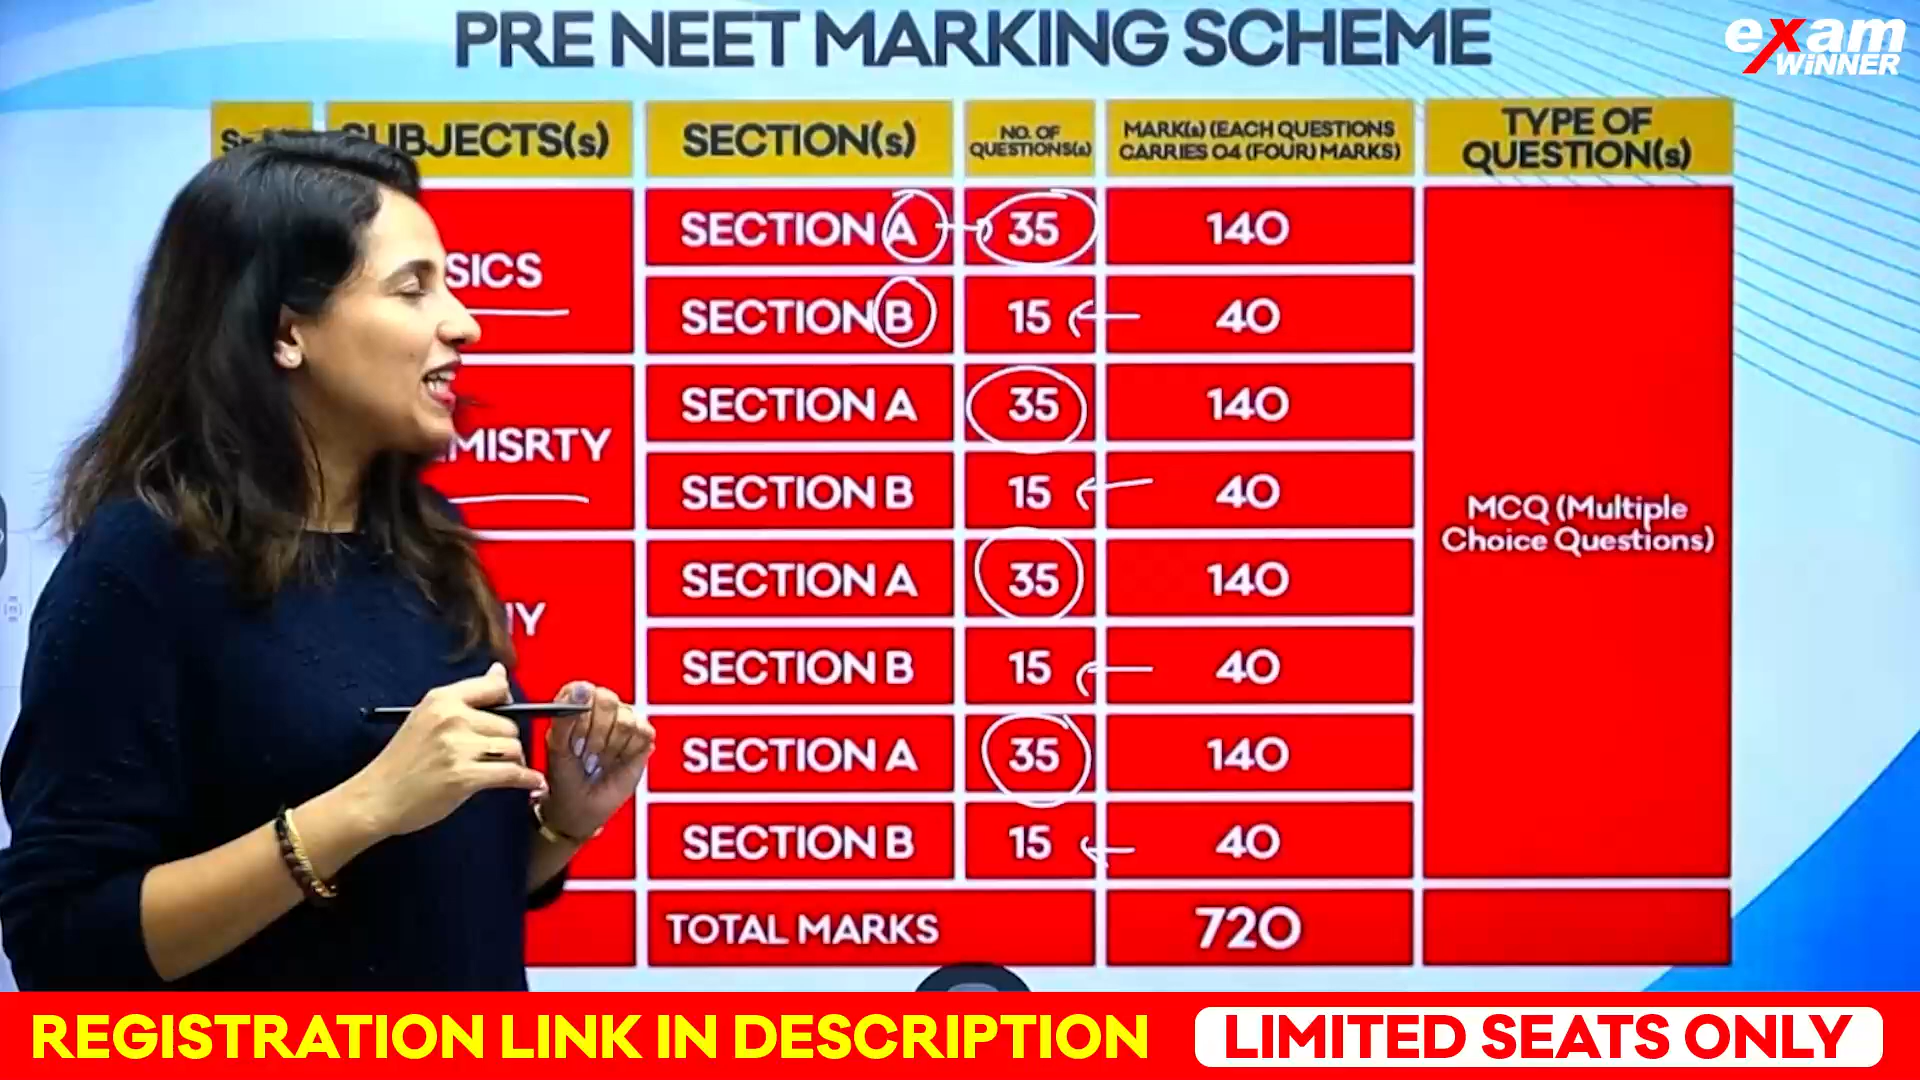 PRE NEET MARKING SCHEME
exam
WiNNER
SUBJECTS(s)
SECTION(s)
NO. OF
QUESTIONS(s)
MARK(s) (EACH QUESTIONS
CARRIES 04 (FOUR) MARKS)
TYPE OF
QUESTION(s)
SICS
SECTION A
35
140
SECTION B
15
40
MISRTY
SECTION A
35
140
SECTION B
15
40
SECTION A
35
140
SECTION B
15
40
SECTION A
35
140
SECTION B
15
40
MCQ (Multiple
Choice Questions)
TOTAL MARKS
720
REGISTRATION LINK IN DESCRIPTION
LIMITED SEATS ONLY